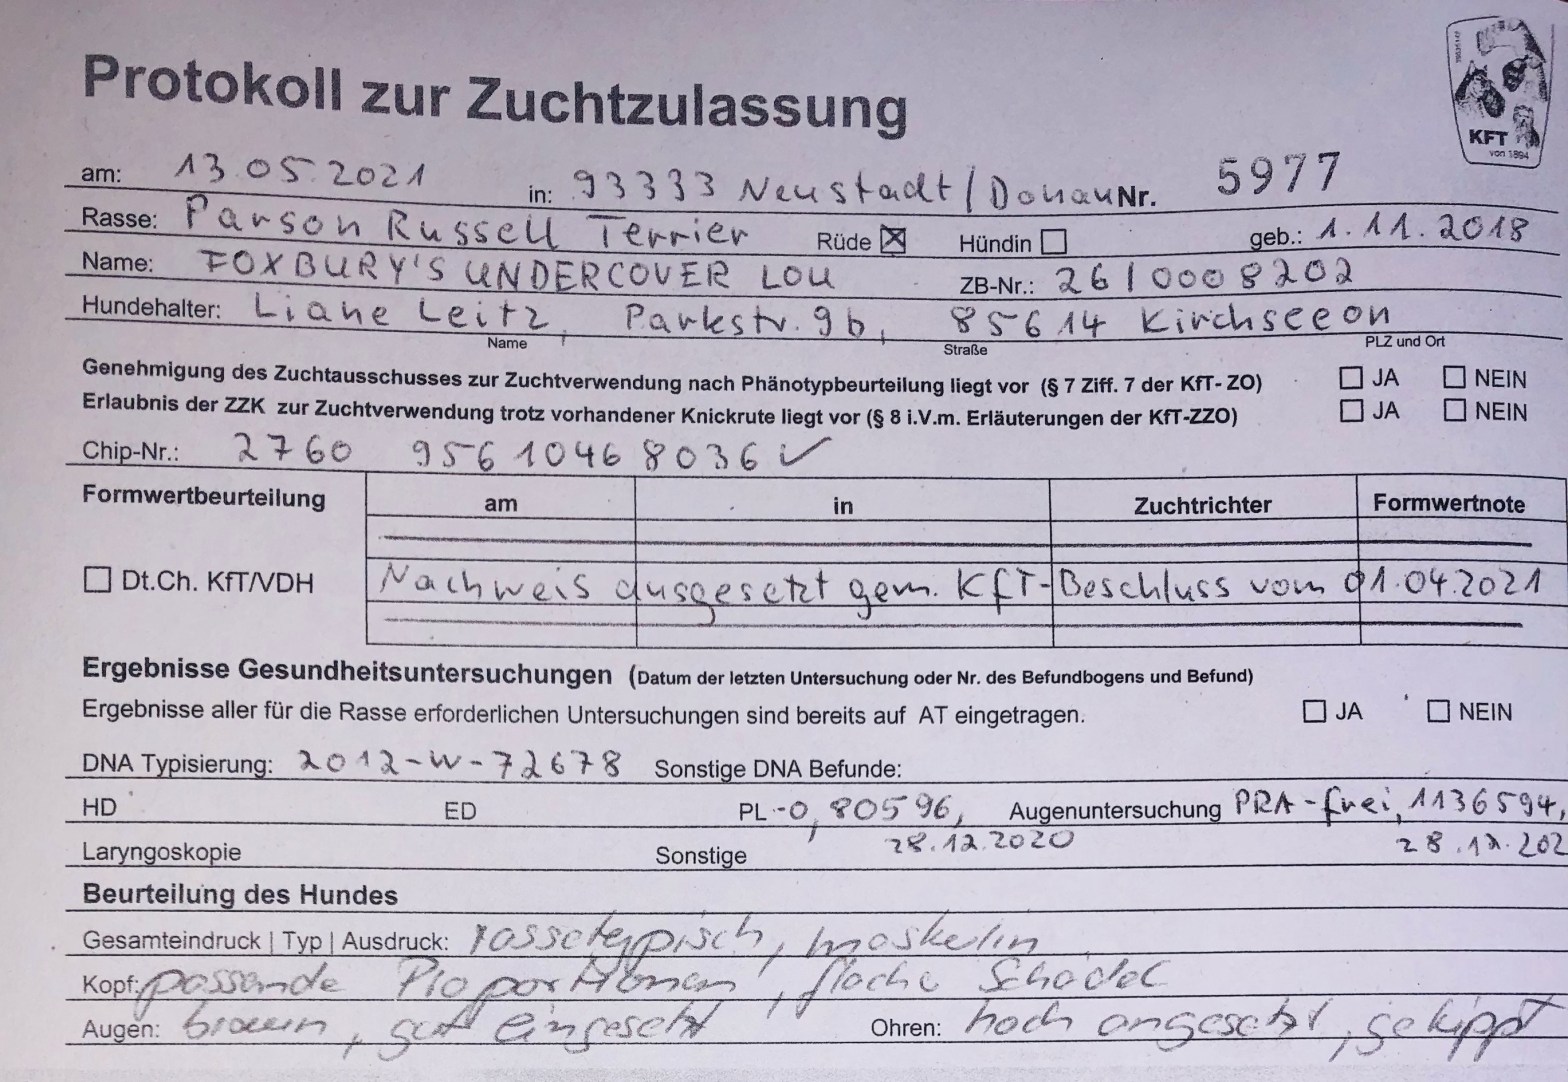 Protokoll zur Zuchtzulassung
KFT
von 1894
am: 13.05.2021 in: 93333 Neustadt/Donau Nr. 5977
Rasse: Parson Russell Terrier Rüde ☒ Hündin ☐ geb.: 1.11.2018
Name: FOXBURY'S UNDERCOVER LOU ZB-Nr.: 26/0008202
Hundehalter: Liane Leitz, Parkstr. 9b, 85614 Kirchseeon
Name Straße PLZ und Ort
Genehmigung des Zuchtausschusses zur Zuchtverwendung nach Phänotypbeurteilung liegt vor (§ 7 Ziff. 7 der KfT- ZO) ☐ JA ☐ NEIN
Erlaubnis der ZZK zur Zuchtverwendung trotz vorhandener Knickrute liegt vor (§ 8 i.V.m. Erläuterungen der KfT-ZZO) ☐ JA ☐ NEIN
Chip-Nr.: 2760 95610468036 ✓
Formwertbeurteilung am in Zuchtrichter Formwertnote
☐ Dt.Ch. KfT/VDH Nachweis ausgesetzt gem. KfT-Beschluss vom 01.04.2021
Ergebnisse Gesundheitsuntersuchungen (Datum der letzten Untersuchung oder Nr. des Befundbogens und Befund)
Ergebnisse aller für die Rasse erforderlichen Untersuchungen sind bereits auf AT eingetragen. ☐ JA ☐ NEIN
DNA Typisierung: 2012-W-72678 Sonstige DNA Befunde:
HD ED PL -0, 80596, Augenuntersuchung PRA-frei, 1136594,
Laryngoskopie Sonstige 28.12.2020 28.12.202
Beurteilung des Hundes
Gesamteindruck | Typ | Ausdruck: rassetypisch, maskulin
Kopf: passende Proportionen, flache Schädel
Augen: braun, gut eingesetzt Ohren: hoch angesetzt, gekippt